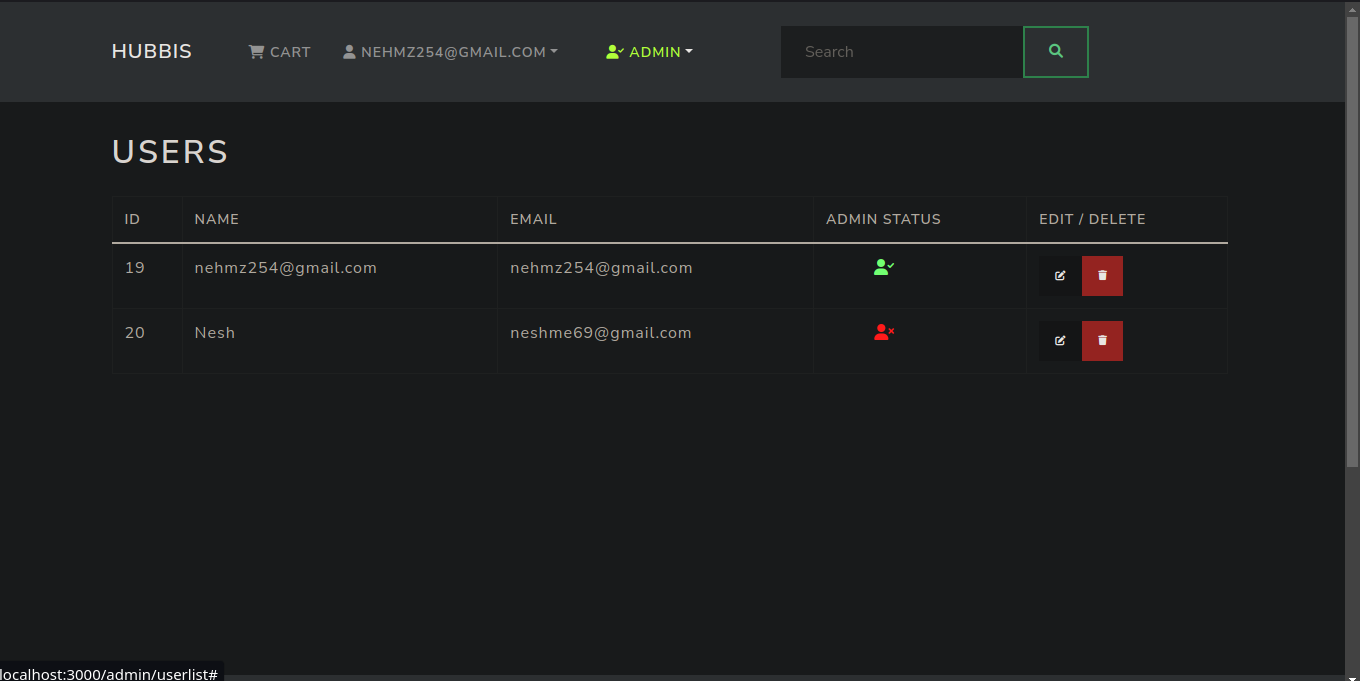 HUBBIS CART NEHMZ254@GMAIL.COM ADMIN Search
USERS
ID NAME EMAIL ADMIN STATUS EDIT / DELETE
19 nehmz254@gmail.com nehmz254@gmail.com
20 Nesh neshme69@gmail.com
localhost:3000/admin/userlist#